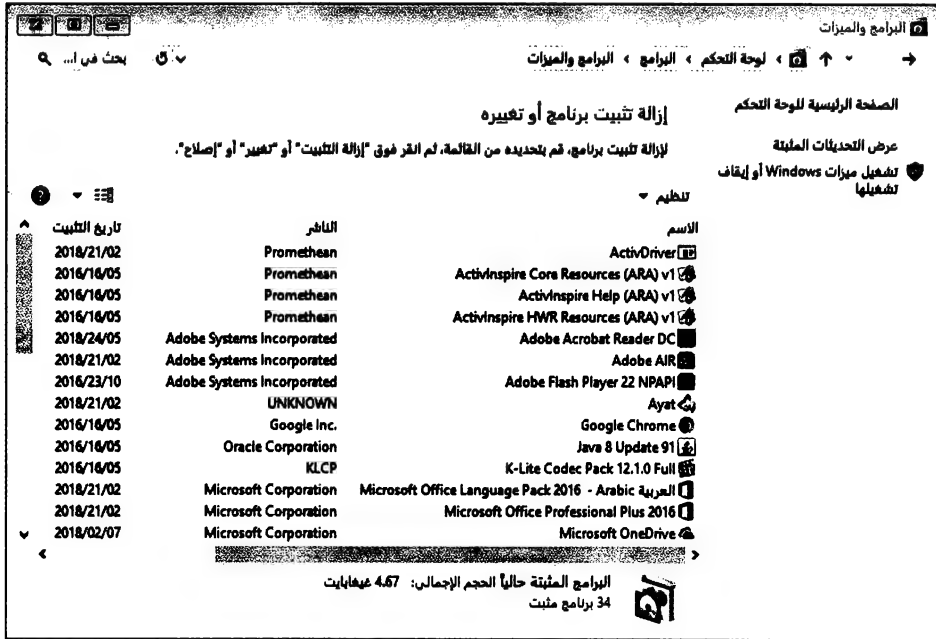 البرامج والميزات
لوحة التحكم › البرامج › البرامج والميزات
بحث في ا...
الصفحة الرئيسية للوحة التحكم
عرض التحديثات المثبتة
تشغيل ميزات Windows أو إيقاف
تشغيلها
إزالة تثبيت برنامج أو تغييره
لإزالة تثبيت برنامج، قم بتحديده من القائمة، ثم انقر فوق "إزالة التثبيت" أو "تغيير" أو "إصلاح".
تنظيم
الاسم الناشر تاريخ التثبيت
ActivDriver Promethean 2018/21/02
ActivInspire Core Resources (ARA) v1 Promethean 2016/16/05
ActivInspire Help (ARA) v1 Promethean 2016/16/05
ActivInspire HWR Resources (ARA) v1 Promethean 2016/16/05
Adobe Acrobat Reader DC Adobe Systems Incorporated 2018/24/05
Adobe AIR Adobe Systems Incorporated 2018/21/02
Adobe Flash Player 22 NPAPI Adobe Systems Incorporated 2016/23/10
Ayat UNKNOWN 2018/21/02
Google Chrome Google Inc. 2016/16/05
Java 8 Update 91 Oracle Corporation 2016/16/05
K-Lite Codec Pack 12.1.0 Full KLCP 2016/16/05
Microsoft Office Language Pack 2016 - Arabic العربية Microsoft Corporation 2018/21/02
Microsoft Office Professional Plus 2016 Microsoft Corporation 2018/21/02
Microsoft OneDrive Microsoft Corporation 2018/02/07
البرامج المثبتة حالياً الحجم الإجمالي: 4.67 غيغابايت
34 برنامج مثبت